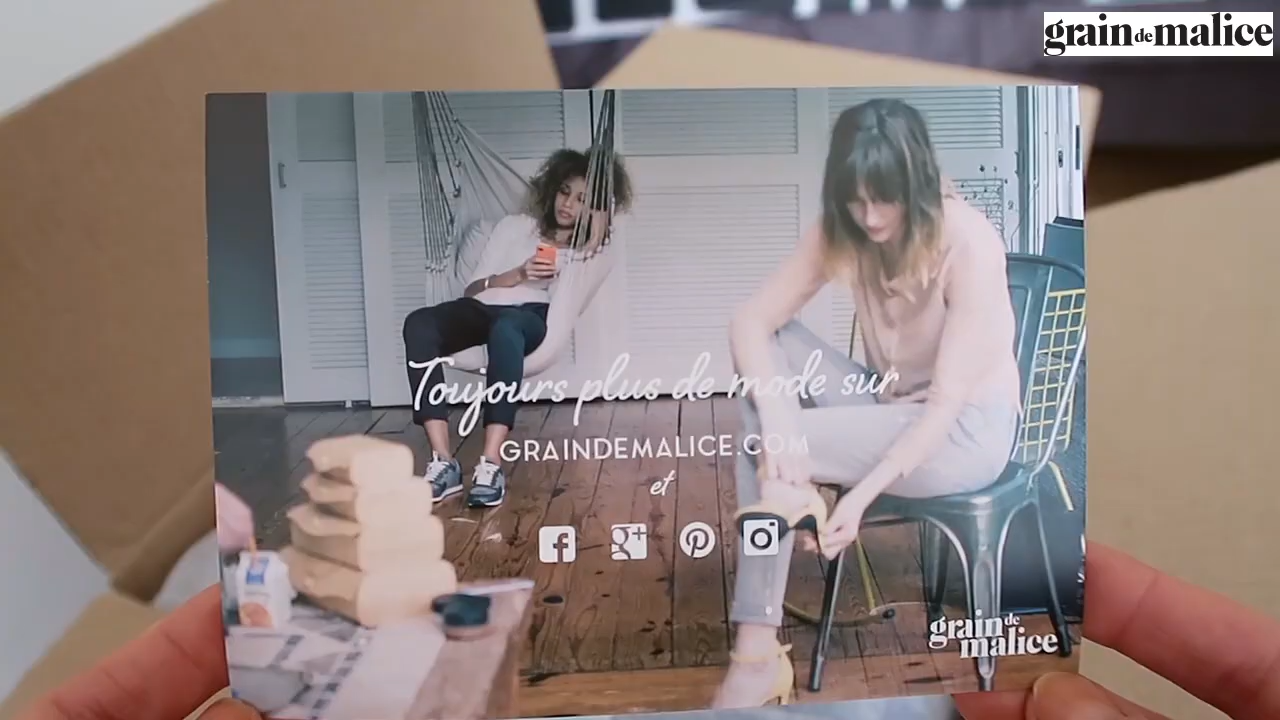 grain de malice
Toujours plus de mode sur
GRAINDEMALICE.COM
et
grain de
malice